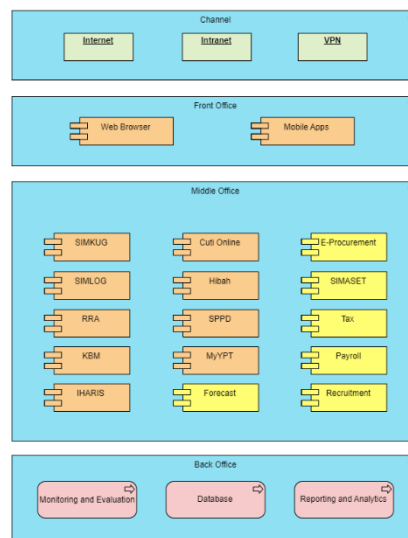 Channel
Internet
Intranet
VPN
Front Office
Web Browser
Mobile Apps
Middle Office
SIMKUG
Cuti Online
E-Procurement
SIMLOG
Hibah
SIMASET
RRA
SPPD
Tax
KBM
MyYPT
Payroll
IHARIS
Forecast
Recruitment
Back Office
Monitoring and Evaluation
Database
Reporting and Analytics